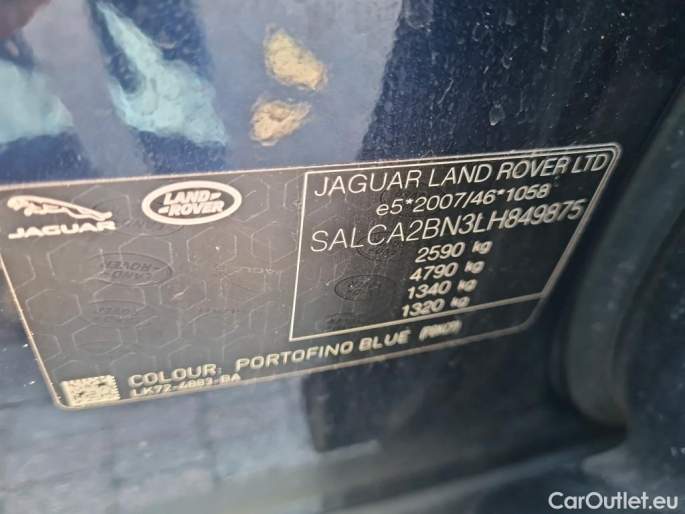 JAGUAR
LAND
ROVER
JAGUAR LAND ROVER LTD
e5*2007/46*1058
SALCA2BN3LH849875
2590 kg
4790 kg
1340 kg
1320 kg
COLOUR: PORTOFINO BLUE
CarOutlet.eu